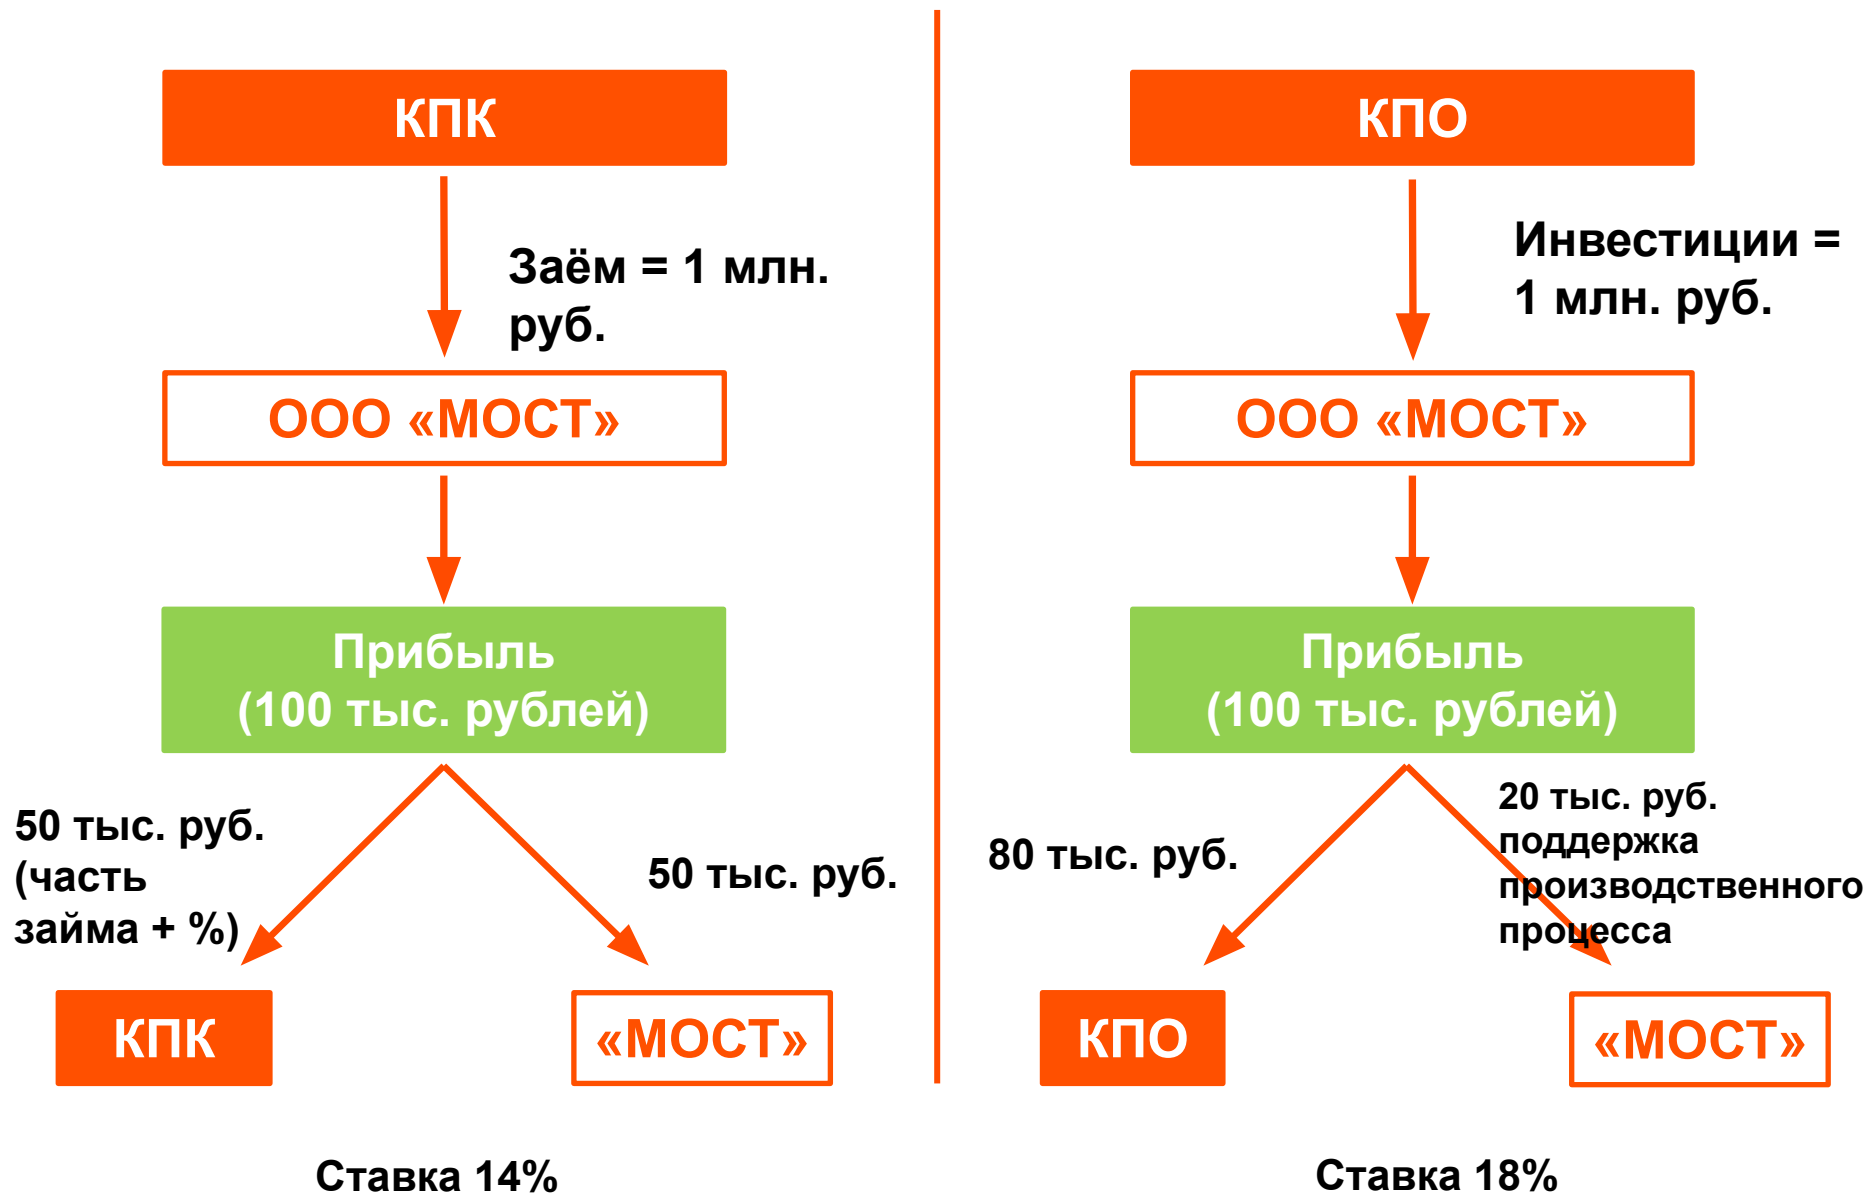 КПК
Заём = 1 млн.
руб.
ООО «МОСТ»
Прибыль
(100 тыс. рублей)
50 тыс. руб.
(часть
займа + %)
50 тыс. руб.
КПК
«МОСТ»
Ставка 14%
КПО
Инвестиции =
1 млн. руб.
ООО «МОСТ»
Прибыль
(100 тыс. рублей)
80 тыс. руб.
20 тыс. руб.
поддержка
производственного
процесса
КПО
«МОСТ»
Ставка 18%